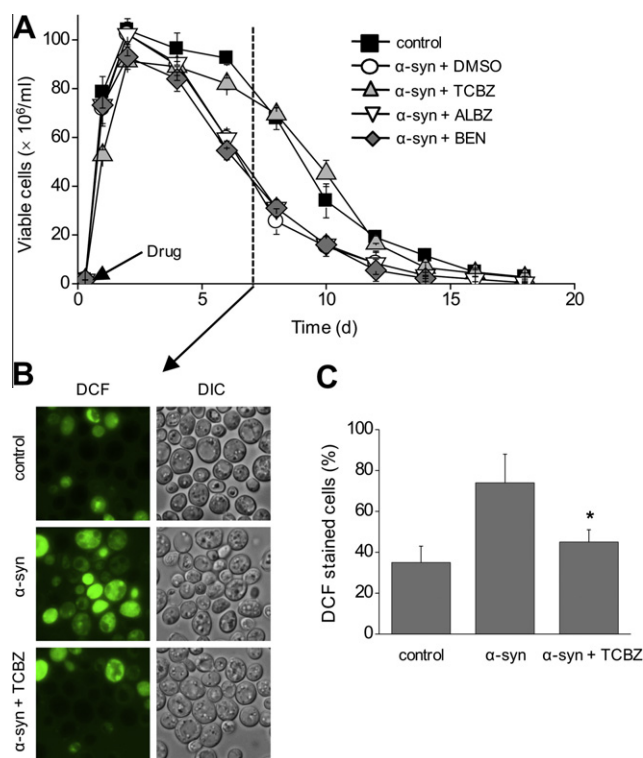 A
Viable cells (× 10⁶/ml)
100
80
60
40
20
0
control
α-syn + DMSO
α-syn + TCBZ
α-syn + ALBZ
α-syn + BEN
Drug
0
5
10
15
20
Time (d)
B
DCF
DIC
control
α-syn
α-syn + TCBZ
C
DCF stained cells (%)
100
80
60
40
20
0
*
control
α-syn
α-syn + TCBZ